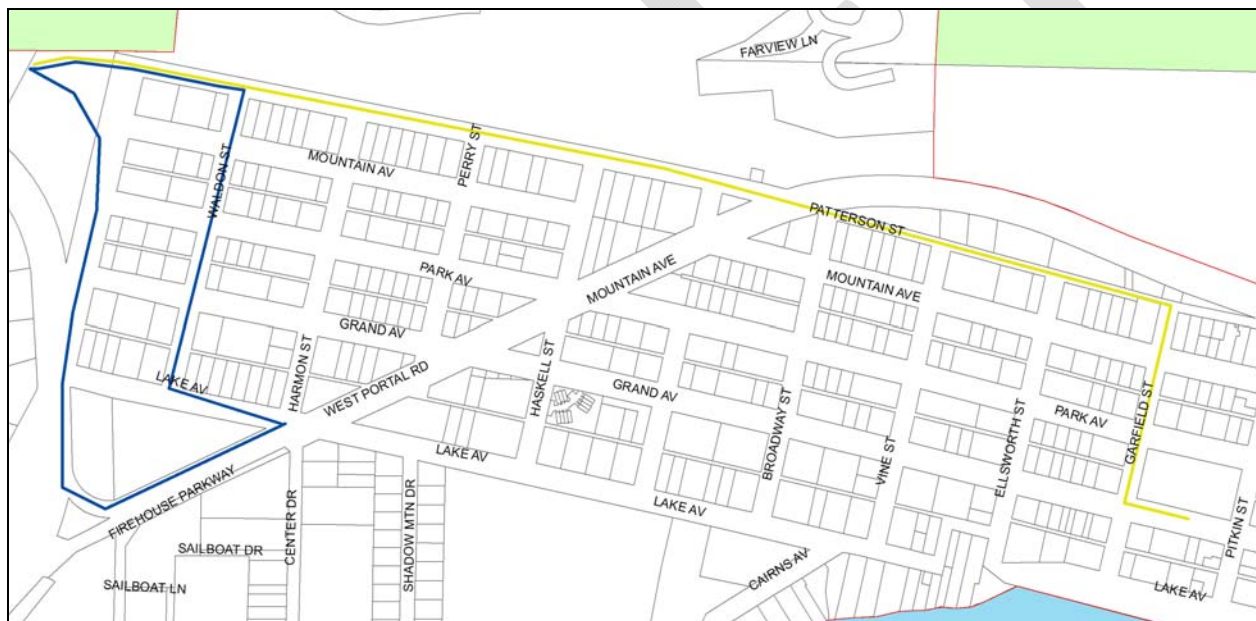 FARVIEW LN
PERRY ST
MOUNTAIN AV
WALDON ST
PATTERSON ST
PARK AV
MOUNTAIN AVE
MOUNTAIN AVE
GRAND AV
HARMON ST
WEST PORTAL RD
LAKE AV
HASKELL ST
GRAND AV
BROADWAY ST
VINE ST
ELLSWORTH ST
PARK AV
GARFIELD ST
LAKE AV
LAKE AV
FIREHOUSE PARKWAY
CENTER DR
SHADOW MTN DR
SAILBOAT DR
SAILBOAT LN
CAIRNS AV
PITKIN ST
LAKE AV